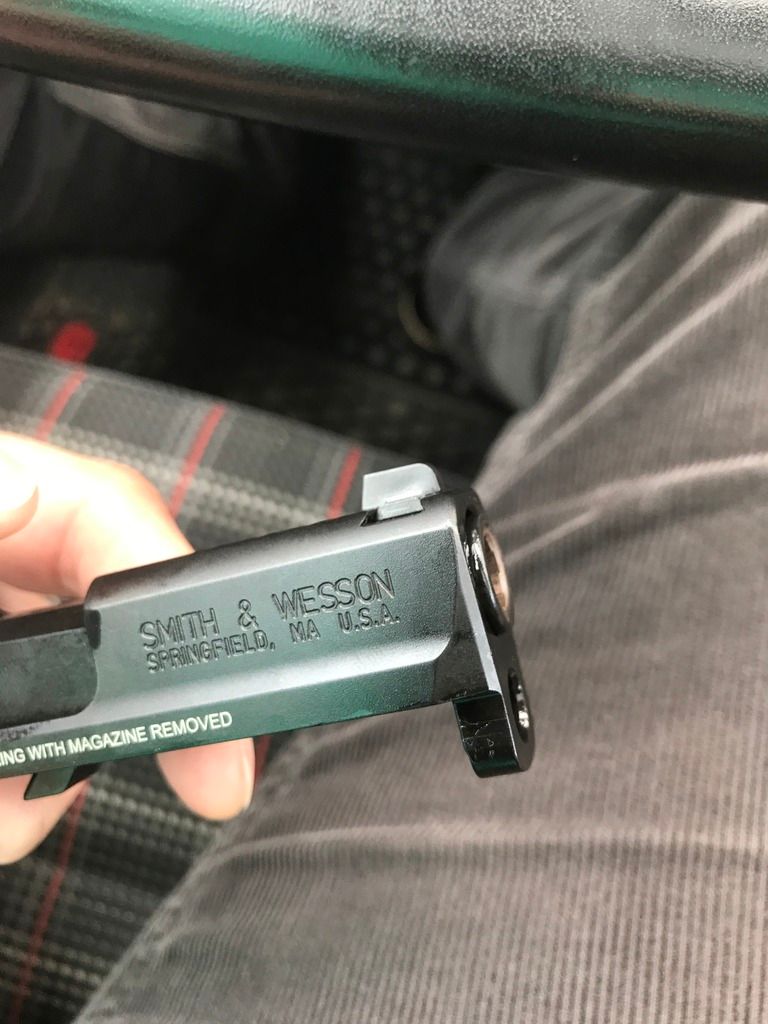 SMITH & WESSON
SPRINGFIELD, MA U.S.A.
WITH MAGAZINE REMOVED